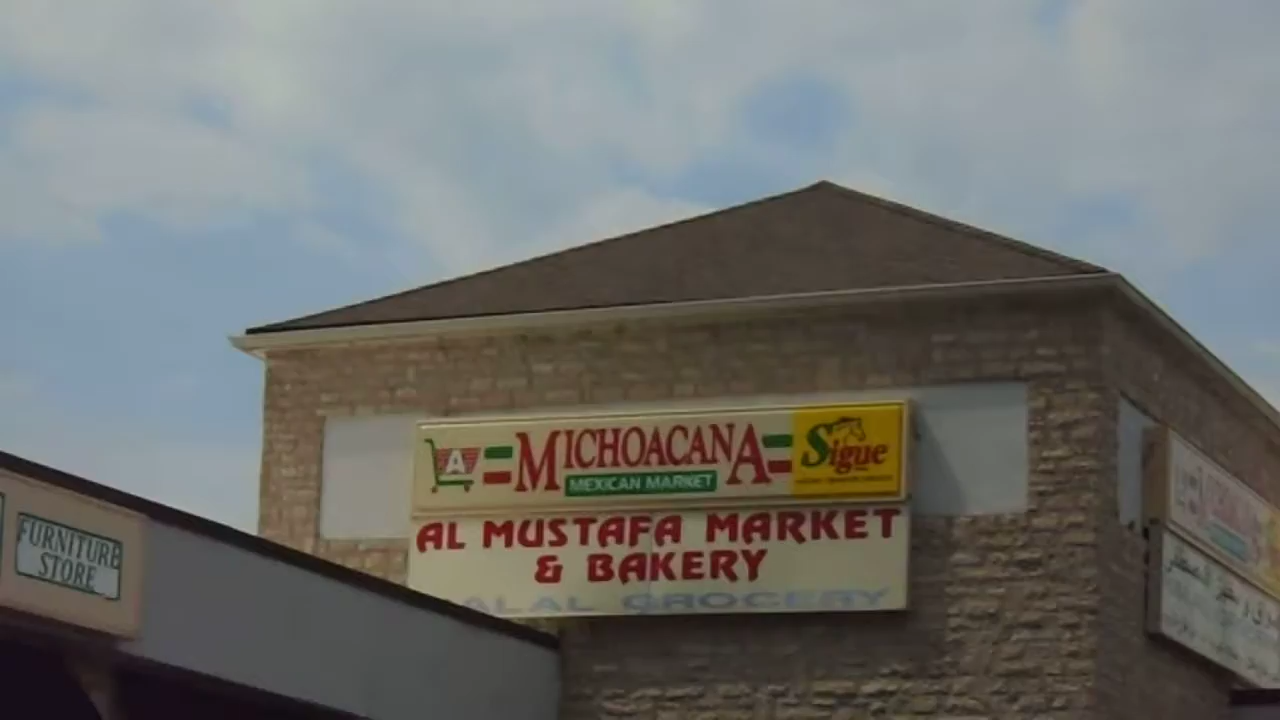 A MICHOACANA
MEXICAN MARKET
Sigue
AL MUSTAFA MARKET
& BAKERY
HALAL GROCERY
FURNITURE
STORE